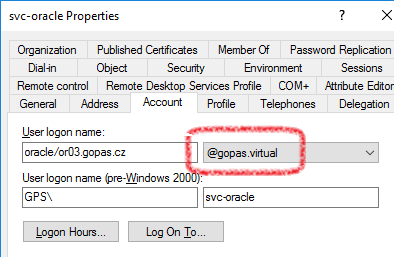 svc-oracle Properties
? ×
Organization Published Certificates Member Of Password Replication
Dial-in Object Security Environment Sessions
Remote control Remote Desktop Services Profile COM+ Attribute Editor
General Address Account Profile Telephones Delegation
User logon name:
oracle/or03.gopas.cz @gopas.virtual
User logon name (pre-Windows 2000):
GPS\ svc-oracle
Logon Hours... Log On To...